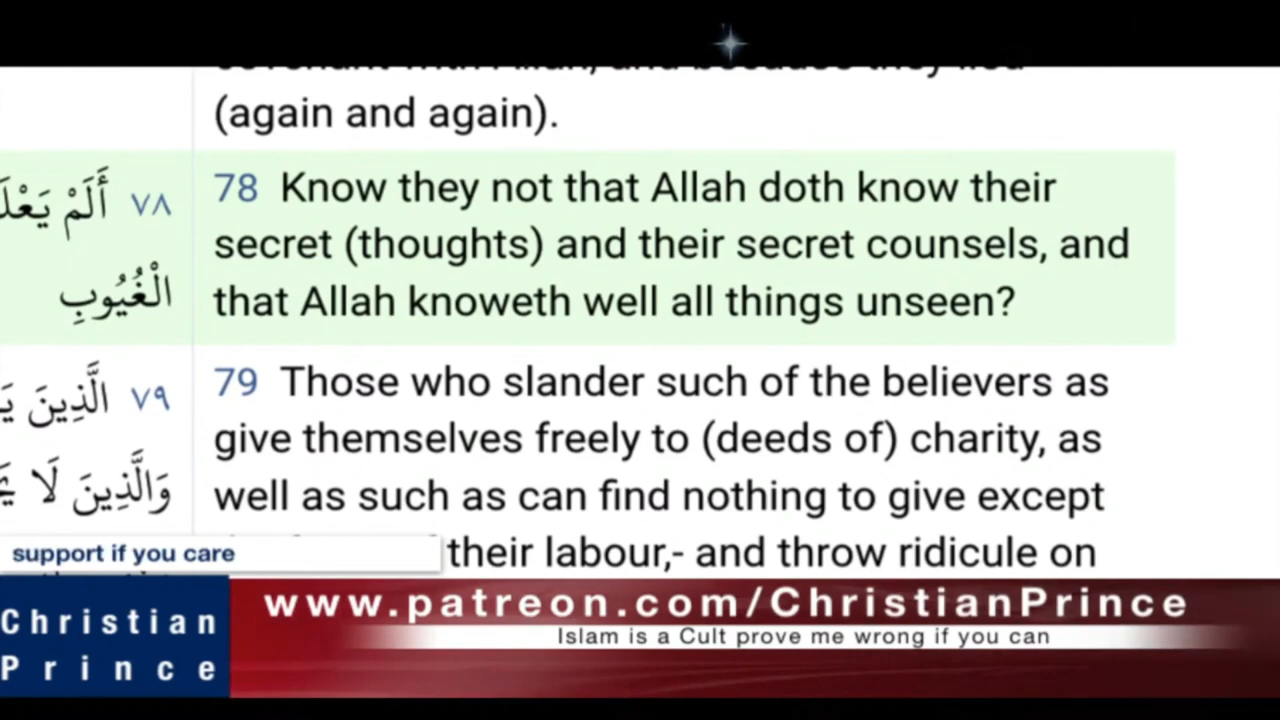 (again and again).
٧٨ أَلَمْ
78 Know they not that Allah doth know their
secret (thoughts) and their secret counsels, and
الْغُيُوبِ
that Allah knoweth well all things unseen?
٧٩ الَّذِينَ
79 Those who slander such of the believers as
give themselves freely to (deeds of) charity, as
وَالَّذِينَ لَا
well as such as can find nothing to give except
their labour,- and throw ridicule on
support if you care
Christian
Prince
www.patreon.com/ChristianPrince
Islam is a Cult prove me wrong if you can